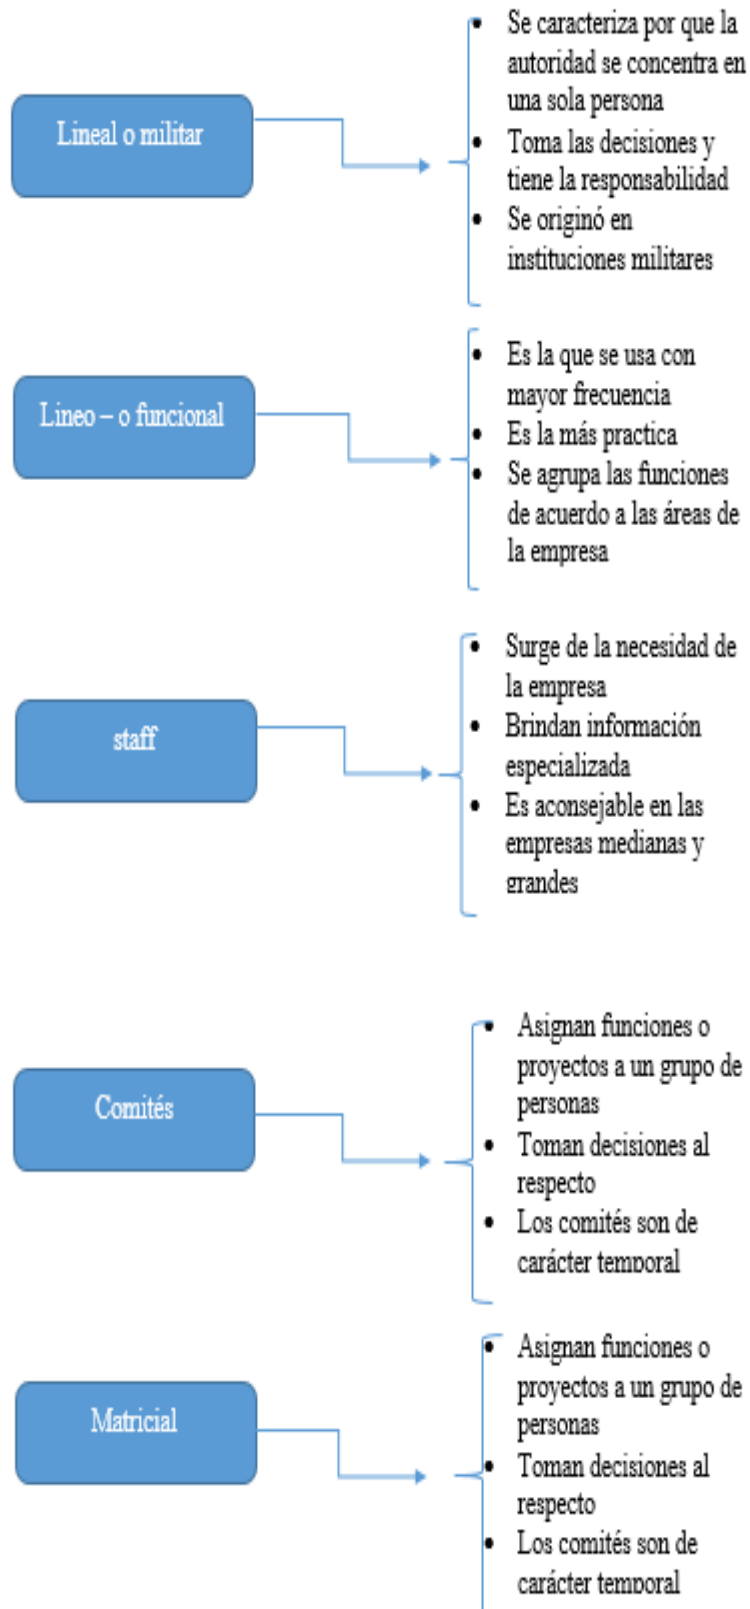 Lineal o militar
• Se caracteriza por que la
autoridad se concentra en
una sola persona
• Toma las decisiones y
tiene la responsabilidad
• Se originó en
instituciones militares
Lineo – o funcional
• Es la que se usa con
mayor frecuencia
• Es la más practica
• Se agrupa las funciones
de acuerdo a las áreas de
la empresa
staff
• Surge de la necesidad de
la empresa
• Brindan información
especializada
• Es aconsejable en las
empresas medianas y
grandes
Comités
• Asignan funciones o
proyectos a un grupo de
personas
• Toman decisiones al
respecto
• Los comités son de
carácter temporal
Matricial
• Asignan funciones o
proyectos a un grupo de
personas
• Toman decisiones al
respecto
• Los comités son de
carácter temporal